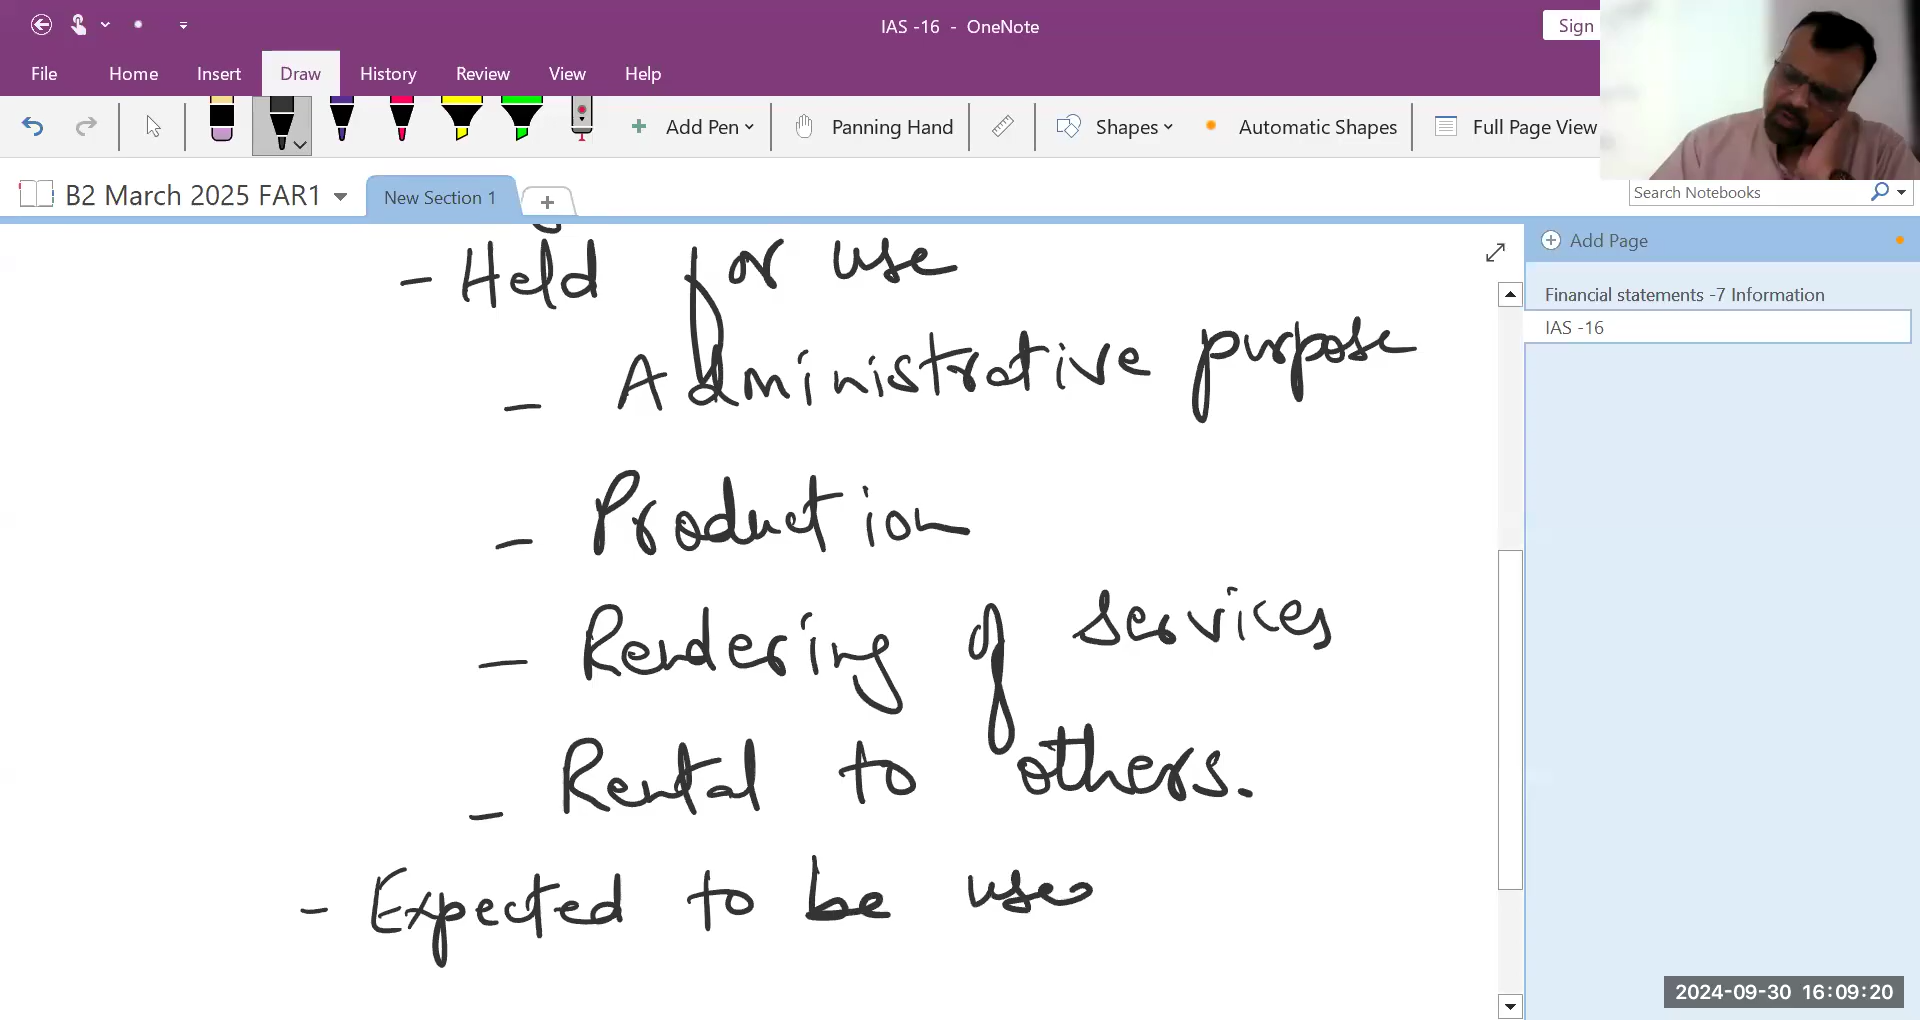 IAS -16 - OneNote
Sign
File Home Insert Draw History Review View Help
Add Pen Panning Hand Shapes Automatic Shapes Full Page View
B2 March 2025 FAR1 New Section 1
Search Notebooks
Add Page
Financial statements -7 Information
IAS -16
- Held for use
- Administrative purpose
- Production
- Rendering of services
- Rental to others.
- Expected to be use
2024-09-30 16:09:20